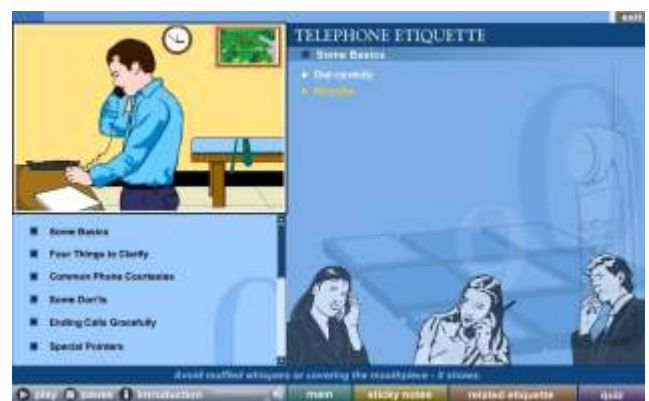 exit
TELEPHONE ETIQUETTE
Some Basics
Dial carefully
Some Basics
Four Things to Clarify
Common Phone Courtesies
Some Don'ts
Ending Calls Gracefully
Special Pointers
Avoid muffled whispers or covering the mouthpiece - it shows.
play pause Introduction main sticky notes related etiquette quiz